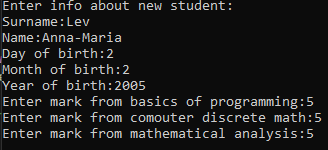 Enter info about new student:
Surname:Lev
Name:Anna-Maria
Day of birth:2
Month of birth:2
Year of birth:2005
Enter mark from basics of programming:5
Enter mark from comouter discrete math:5
Enter mark from mathematical analysis:5